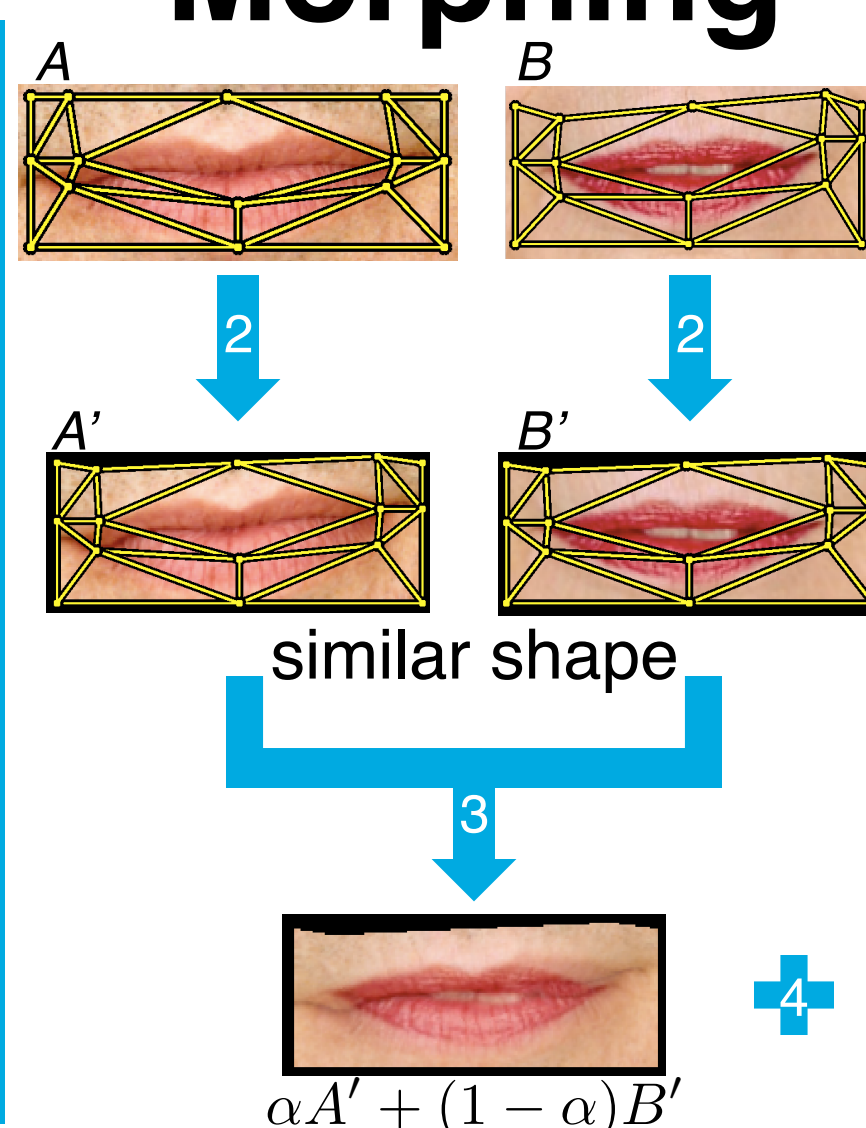 Morphing
A B
2 2
A’ B’
similar shape
3
4
αA′ + (1 − α)B′